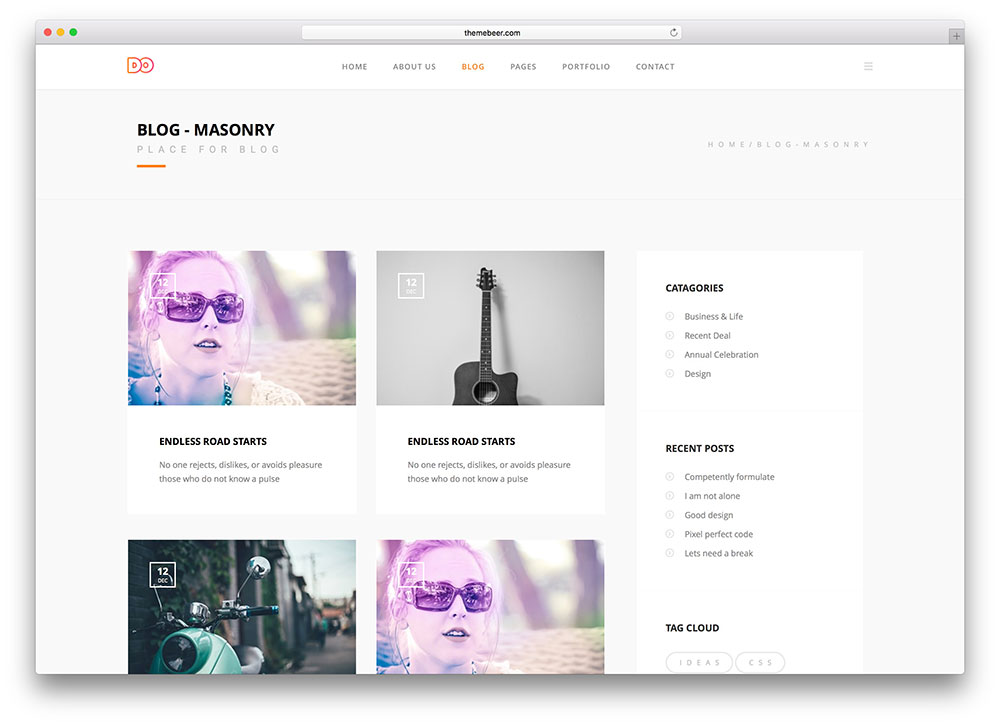 themebeer.com
DO
HOME ABOUT US BLOG PAGES PORTFOLIO CONTACT
BLOG - MASONRY
PLACE FOR BLOG
HOME/BLOG-MASONRY
12
DEC
12
DEC
ENDLESS ROAD STARTS
No one rejects, dislikes, or avoids pleasure
those who do not know a pulse
ENDLESS ROAD STARTS
No one rejects, dislikes, or avoids pleasure
those who do not know a pulse
12
DEC
12
DEC
CATAGORIES
Business & Life
Recent Deal
Annual Celebration
Design
RECENT POSTS
Competently formulate
I am not alone
Good design
Pixel perfect code
Lets need a break
TAG CLOUD
IDEAS
CSS